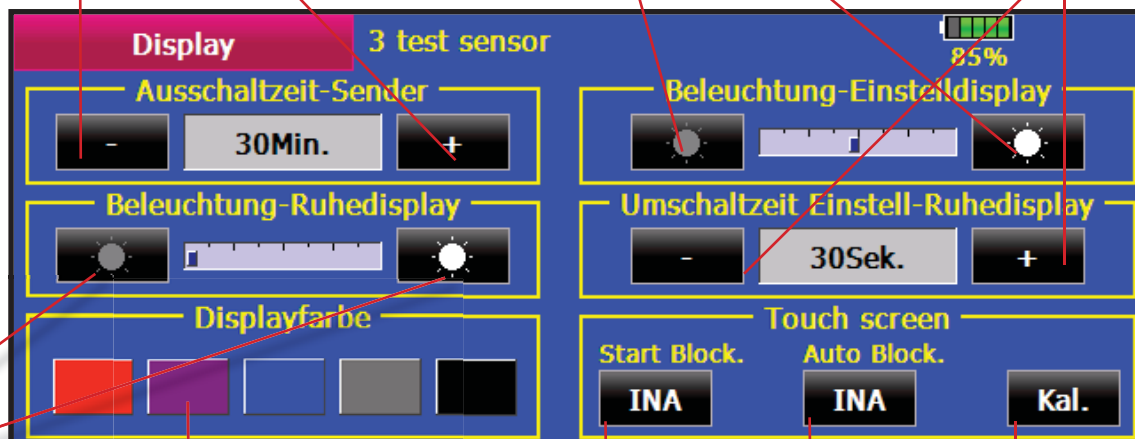 Display
3 test sensor
85%
Ausschaltzeit-Sender
- 30Min. +
Beleuchtung-Einstelldisplay
Beleuchtung-Ruhedisplay
Umschaltzeit Einstell-Ruhedisplay
- 30Sek. +
Displayfarbe
Touch screen
Start Block. Auto Block.
INA INA Kal.